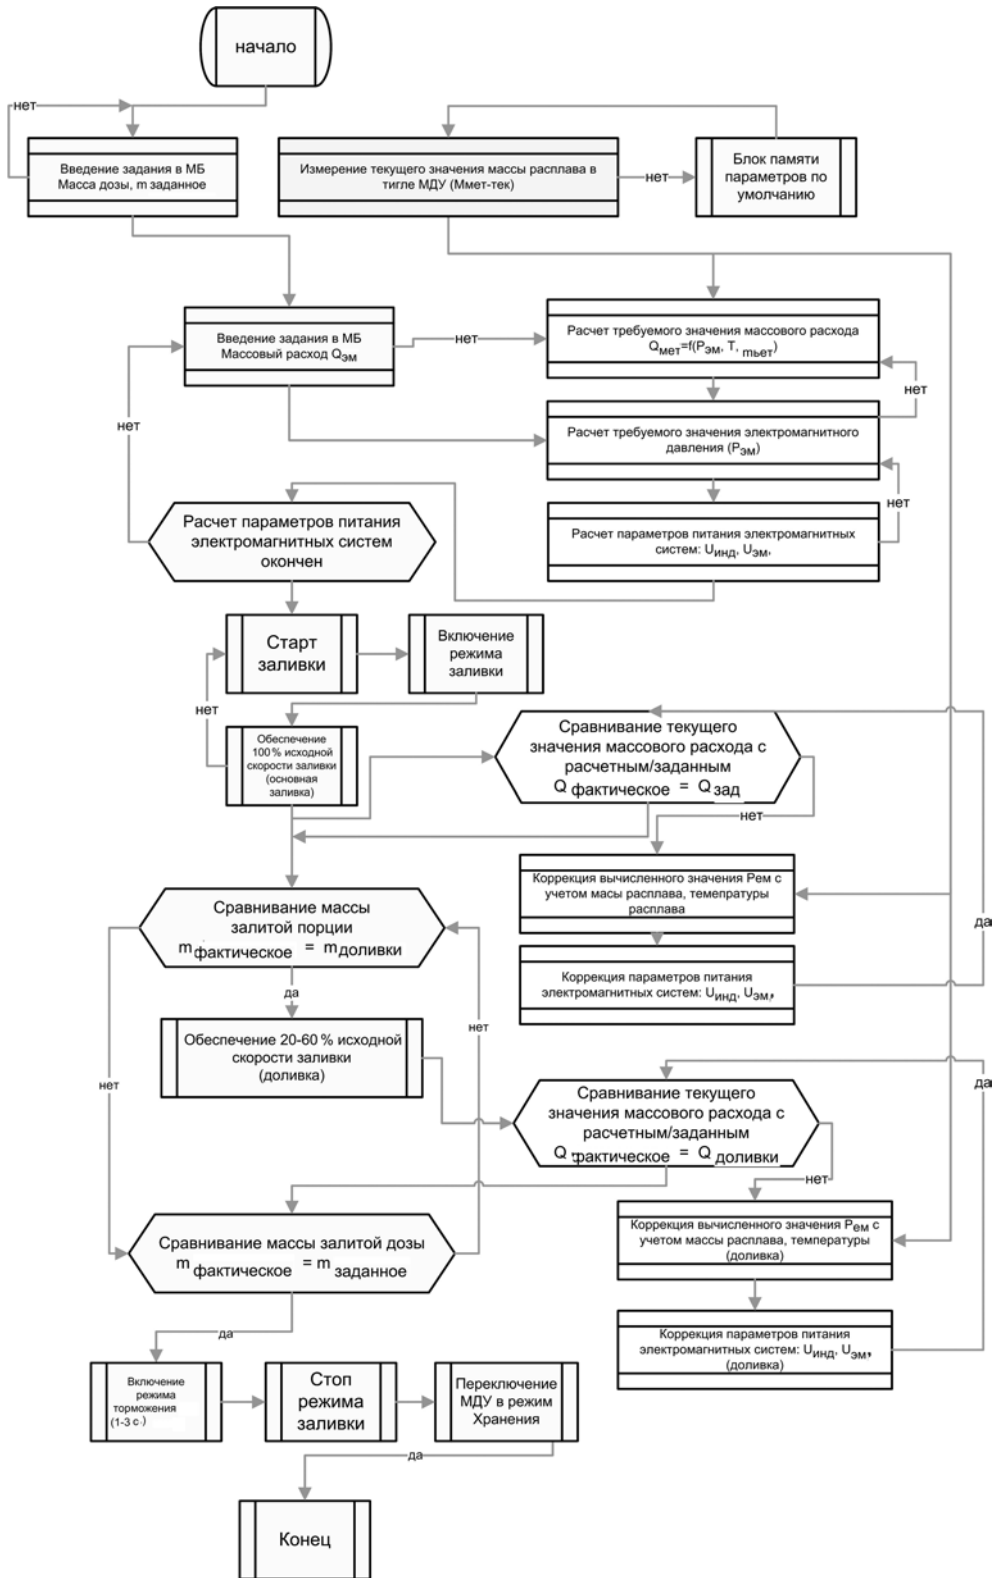 начало
нет
Введение задания в МБ
Масса дозы, m заданное
Измерение текущего значения массы расплава в
тигле МДУ (Ммет-тек)
нет
Блок памяти
параметров по
умолчанию
Введение задания в МБ
Массовый расход Qэм
нет
Расчет требуемого значения массового расхода
Qмет=f(Pэм, T, mьет)
нет
нет
Расчет требуемого значения электромагнитного
давления (Рэм)
нет
Расчет параметров питания
электромагнитных систем
окончен
Расчет параметров питания электромагнитных
систем: Uинд, Uэм,
Старт
заливки
Включение
режима
заливки
нет
Обеспечение
100 % исходной
скорости заливки
(основная
заливка)
Сравнивание текущего
значения массового расхода с
расчетным/заданным
Q фактическое = Q зад
нет
Коррекция вычисленного значения Рем с
учетом масы расплава, темепратуры
расплава
Сравнивание массы
залитой порции
m фактическое = m доливки
да
да
Коррекция параметров питания
электромагнитных систем: Uинд, Uэм,
нет
Обеспечение 20-60 % исходной
скорости заливки
(доливка)
нет
да
Сравнивание текущего
значения массового расхода с
расчетным/заданным
Q фактическое = Q доливки
нет
Коррекция вычисленного значения Рем с
учетом массы расплава, температуры
(доливка)
Сравнивание массы залитой дозы
m фактическое = m заданное
да
Коррекция параметров питания
электромагнитных систем: Uинд, Uэм,
(доливка)
Включение
режима
торможения
(1-3 с.)
Стоп
режима
заливки
Переключение
МДУ в режим
Хранения
да
Конец